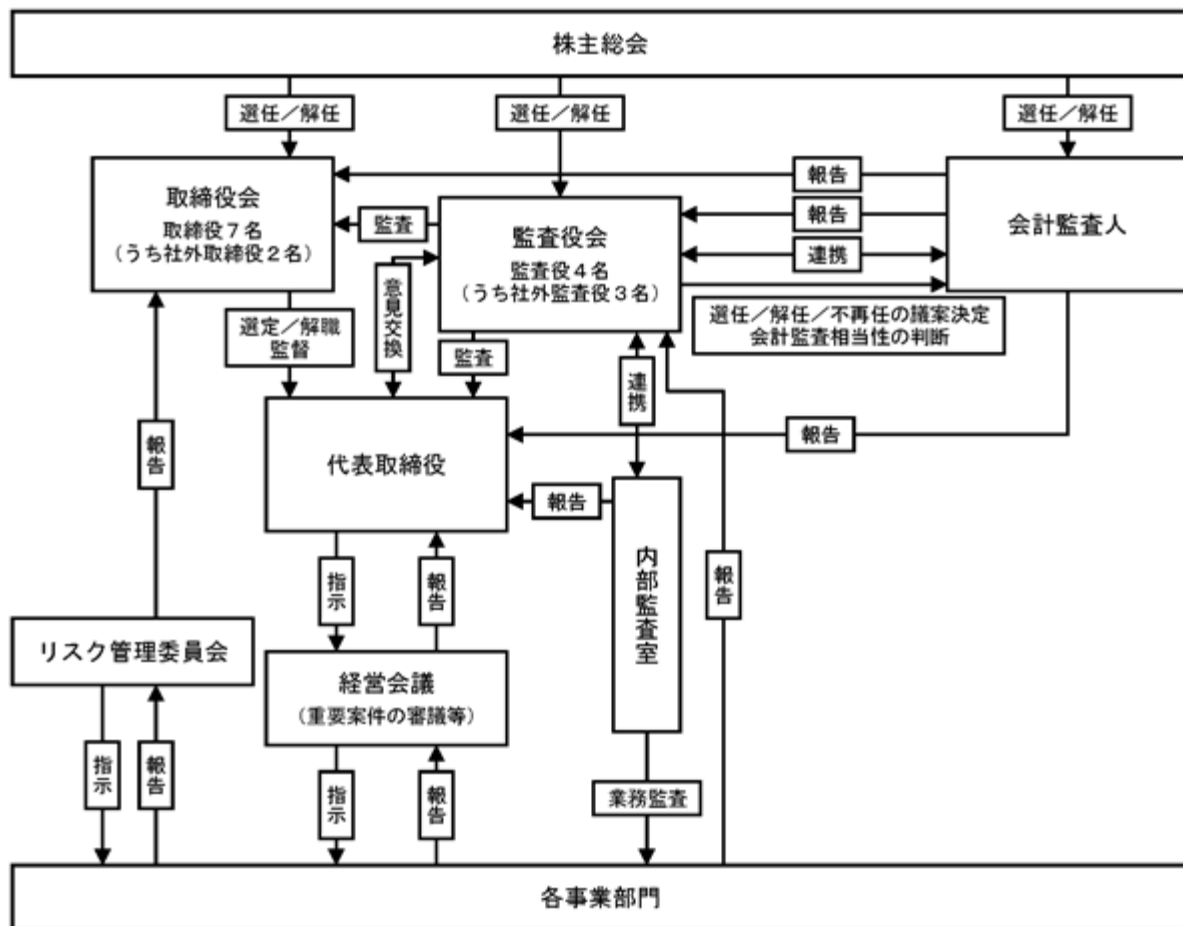 株主総会
選任／解任
選任／解任
選任／解任
取締役会
取締役７名
（うち社外取締役２名）
監査
監査役会
監査役４名
（うち社外監査役３名）
報告
報告
連携
会計監査人
選任／解任／不再任の議案決定
会計監査相当性の判断
選定／解職
監督
意見交換
監査
連携
報告
報告
代表取締役
報告
内部監査室
報告
指示
報告
リスク管理委員会
経営会議
（重要案件の審議等）
指示
報告
指示
報告
業務監査
各事業部門